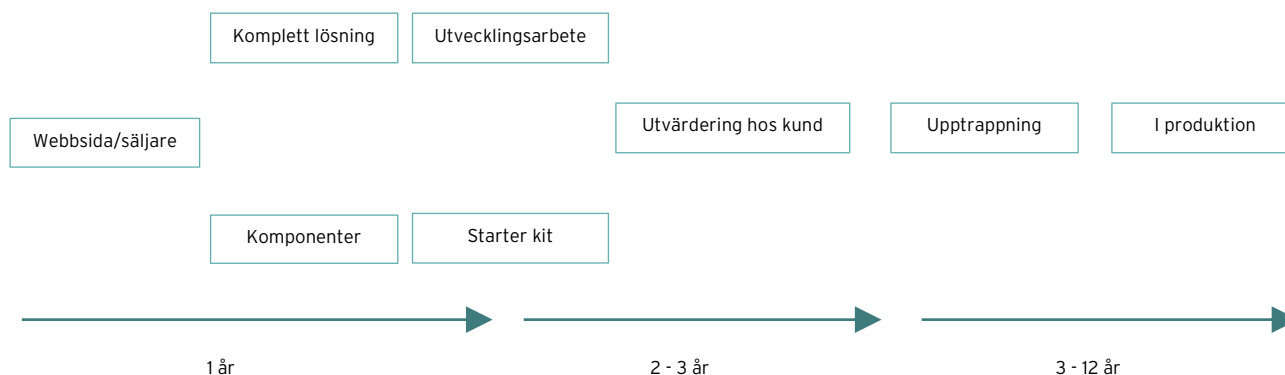 Komplett lösning
Utvecklingsarbete
Webbsida/säljare
Utvärdering hos kund
Upptrappning
I produktion
Komponenter
Starter kit
1 år
2 - 3 år
3 - 12 år